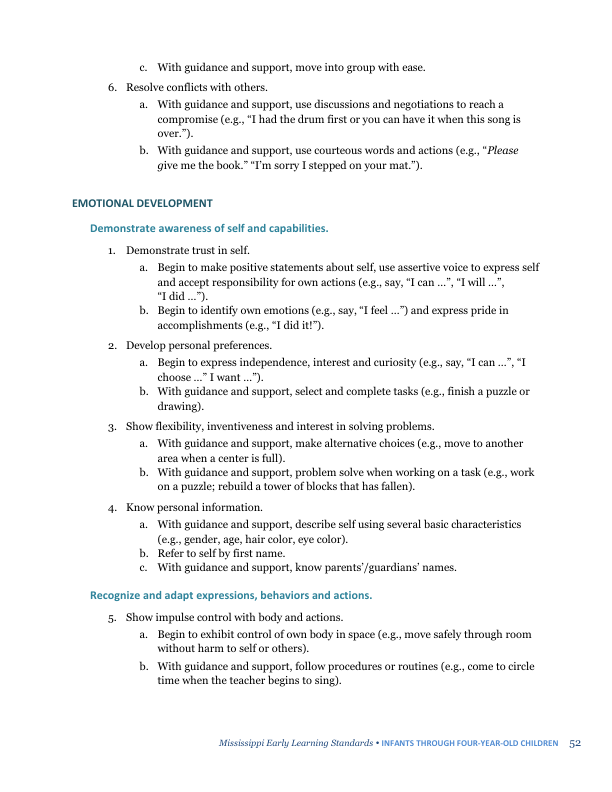 c. With guidance and support, move into group with ease.
6. Resolve conflicts with others.
a. With guidance and support, use discussions and negotiations to reach a
compromise (e.g., “I had the drum first or you can have it when this song is
over.”).
b. With guidance and support, use courteous words and actions (e.g., “Please
give me the book.” “I’m sorry I stepped on your mat.”).
EMOTIONAL DEVELOPMENT
Demonstrate awareness of self and capabilities.
1. Demonstrate trust in self.
a. Begin to make positive statements about self, use assertive voice to express self
and accept responsibility for own actions (e.g., say, “I can …”, “I will …”,
“I did …”).
b. Begin to identify own emotions (e.g., say, “I feel …”) and express pride in
accomplishments (e.g., “I did it!”).
2. Develop personal preferences.
a. Begin to express independence, interest and curiosity (e.g., say, “I can …”, “I
choose …” I want …”).
b. With guidance and support, select and complete tasks (e.g., finish a puzzle or
drawing).
3. Show flexibility, inventiveness and interest in solving problems.
a. With guidance and support, make alternative choices (e.g., move to another
area when a center is full).
b. With guidance and support, problem solve when working on a task (e.g., work
on a puzzle; rebuild a tower of blocks that has fallen).
4. Know personal information.
a. With guidance and support, describe self using several basic characteristics
(e.g., gender, age, hair color, eye color).
b. Refer to self by first name.
c. With guidance and support, know parents’/guardians’ names.
Recognize and adapt expressions, behaviors and actions.
5. Show impulse control with body and actions.
a. Begin to exhibit control of own body in space (e.g., move safely through room
without harm to self or others).
b. With guidance and support, follow procedures or routines (e.g., come to circle
time when the teacher begins to sing).
Mississippi Early Learning Standards • INFANTS THROUGH FOUR-YEAR-OLD CHILDREN 52